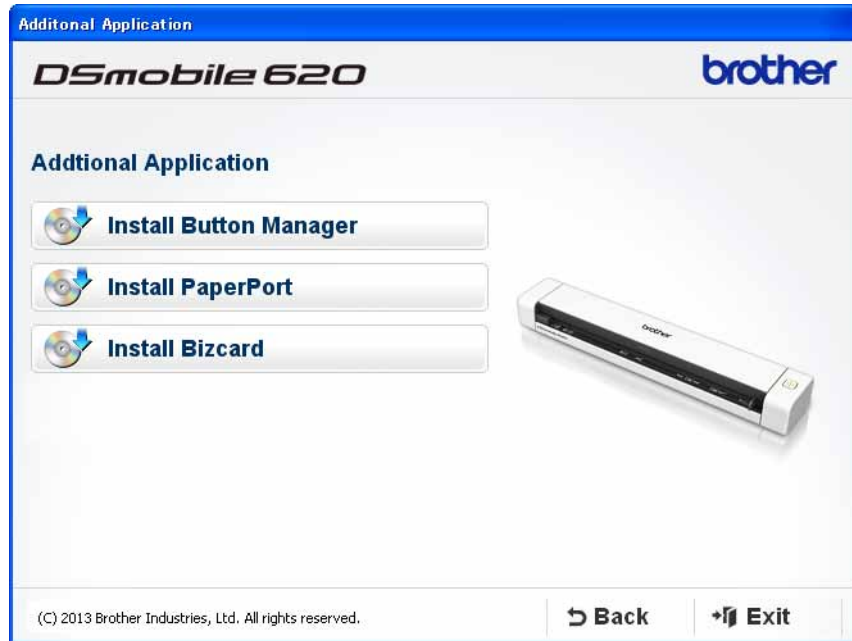 Additonal Application
DSmobile 620
brother
Addtional Application
Install Button Manager
Install PaperPort
Install Bizcard
brother
(C) 2013 Brother Industries, Ltd. All rights reserved.
Back
Exit